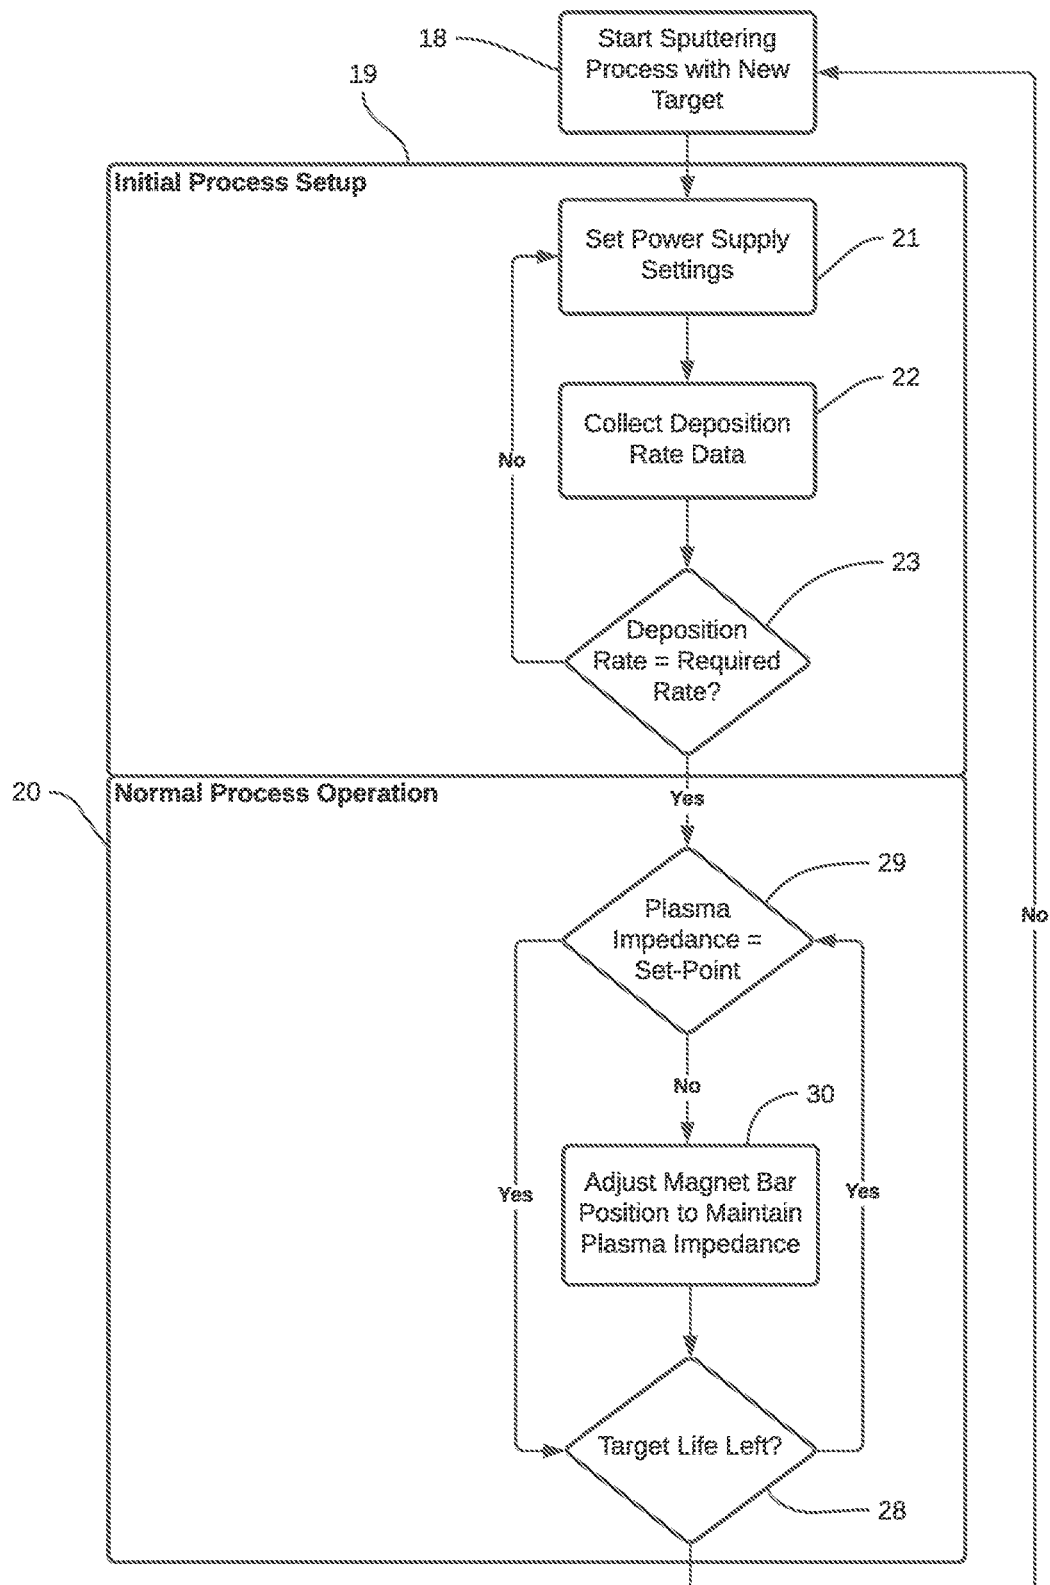 18
Start Sputtering
Process with New
Target
19
Initial Process Setup
Set Power Supply
Settings
21
22
Collect Deposition
Rate Data
No
23
Deposition
Rate = Required
Rate?
20
Normal Process Operation
Yes
29
Plasma
Impedance =
Set-Point
No
No
30
Adjust Magnet Bar
Position to Maintain
Plasma Impedance
Yes
Yes
Target Life Left?
28